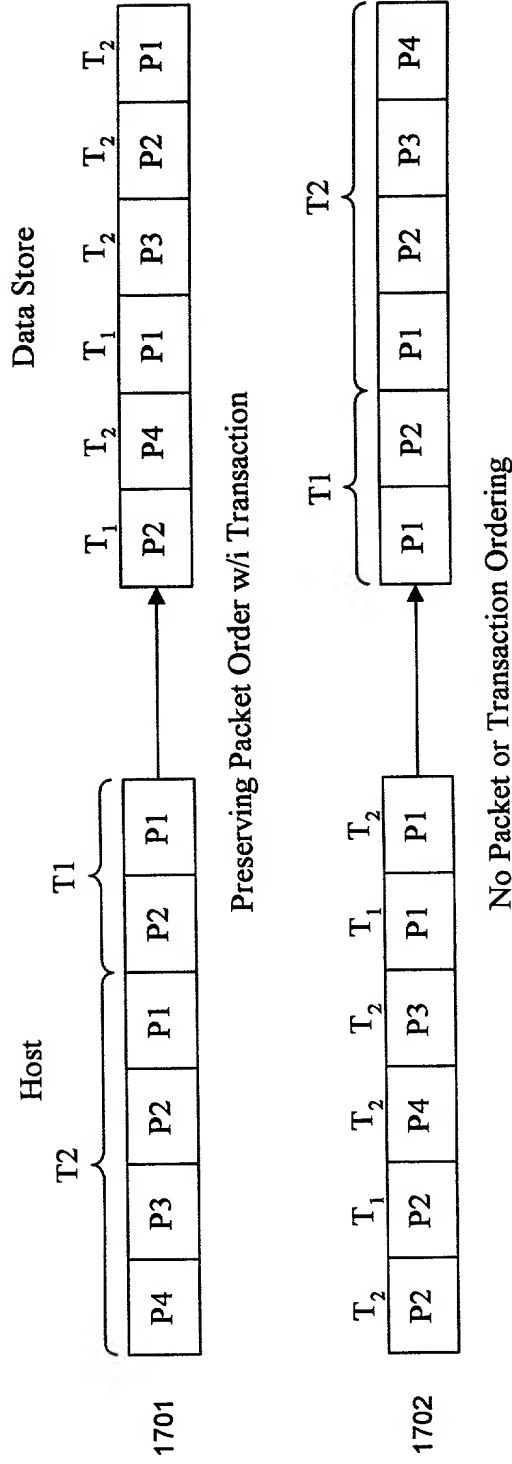 Host
Data Store
T2
T1
T₁ T₂ T₁ T₂ T₂ T₂
1701
P4 P3 P2 P1 P2 P1
P2 P4 P1 P3 P2 P1
Preserving Packet Order w/i Transaction
T₂ T₁ T₂ T₂ T₁ T₂
T1
T2
1702
P2 P2 P4 P3 P1 P1
P1 P2 P1 P2 P3 P4
No Packet or Transaction Ordering